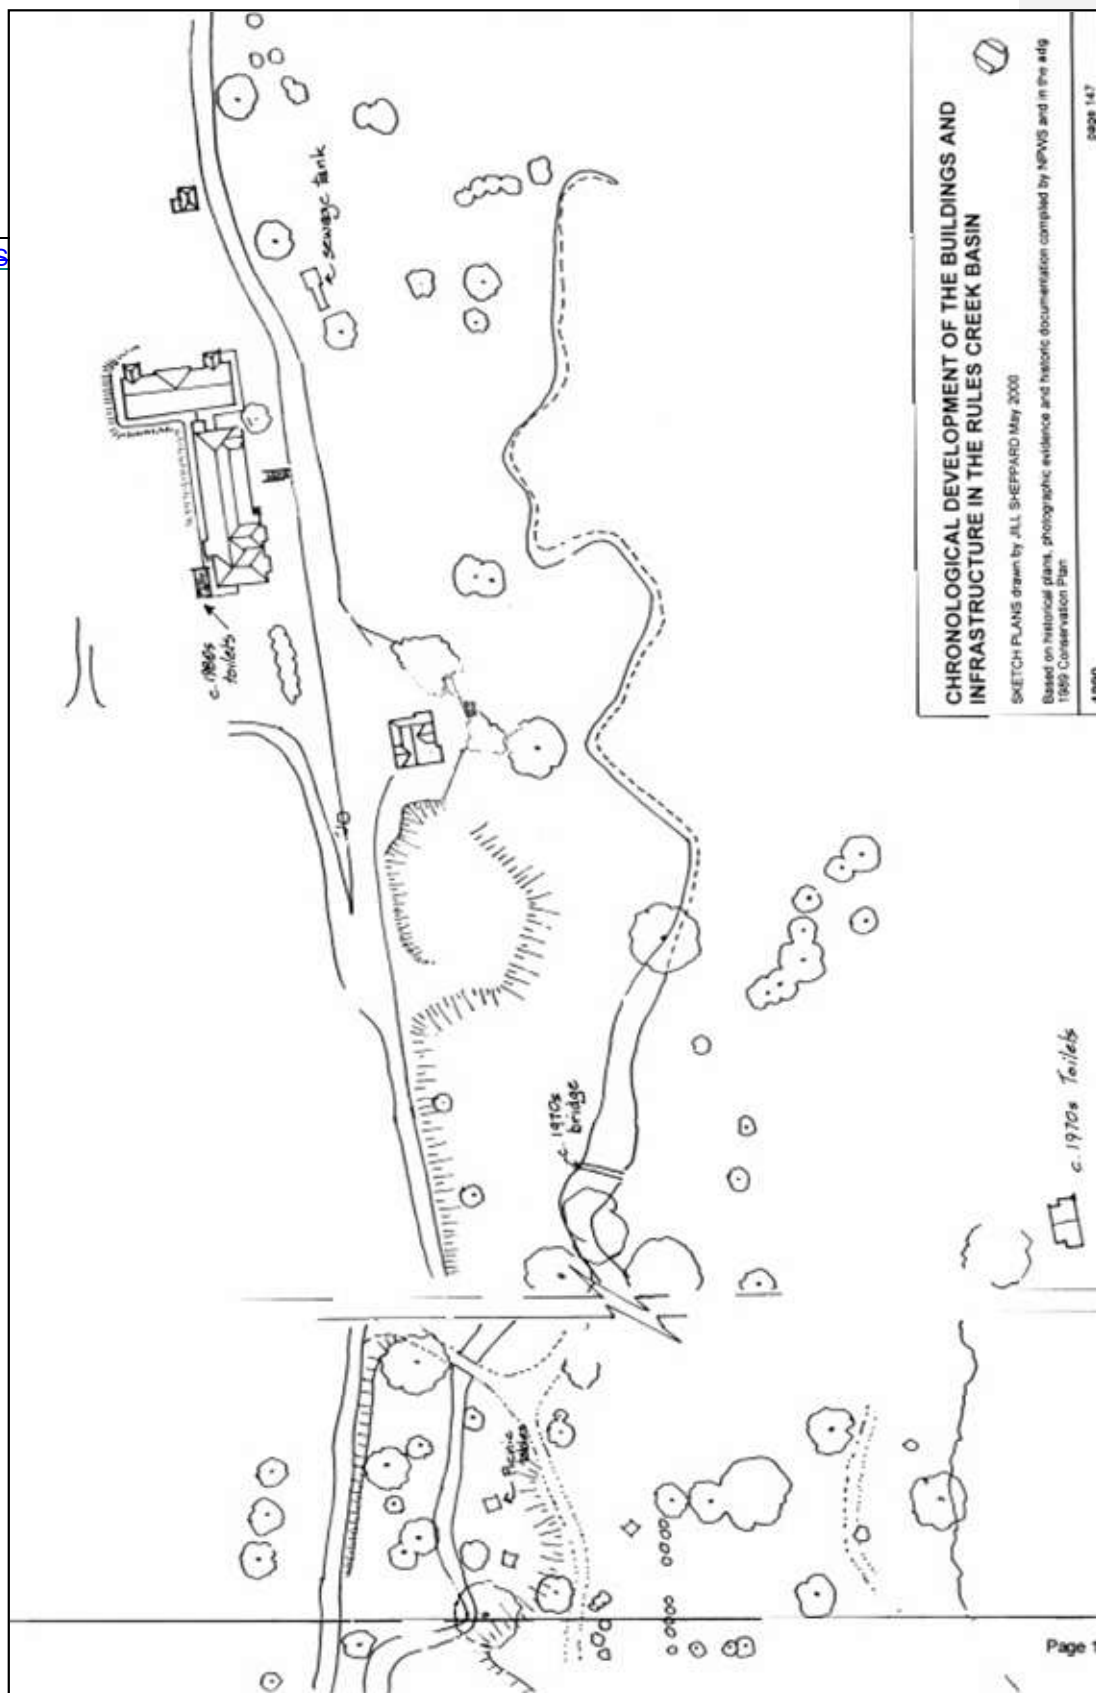 CHRONOLOGICAL DEVELOPMENT OF THE BUILDINGS AND
INFRASTRUCTURE IN THE RULES CREEK BASIN
SKETCH PLANS drawn by JILL SHEPPARD May 2000
Based on historical plans, photographic evidence and historic documentation compiled by NPWS and in the
1989 Conservation Plan
page 147
sewage tank
c. 1980s
toilets
c. 1970s
bridge
c. 1970s Toilets
Picnic
tables
Page 1